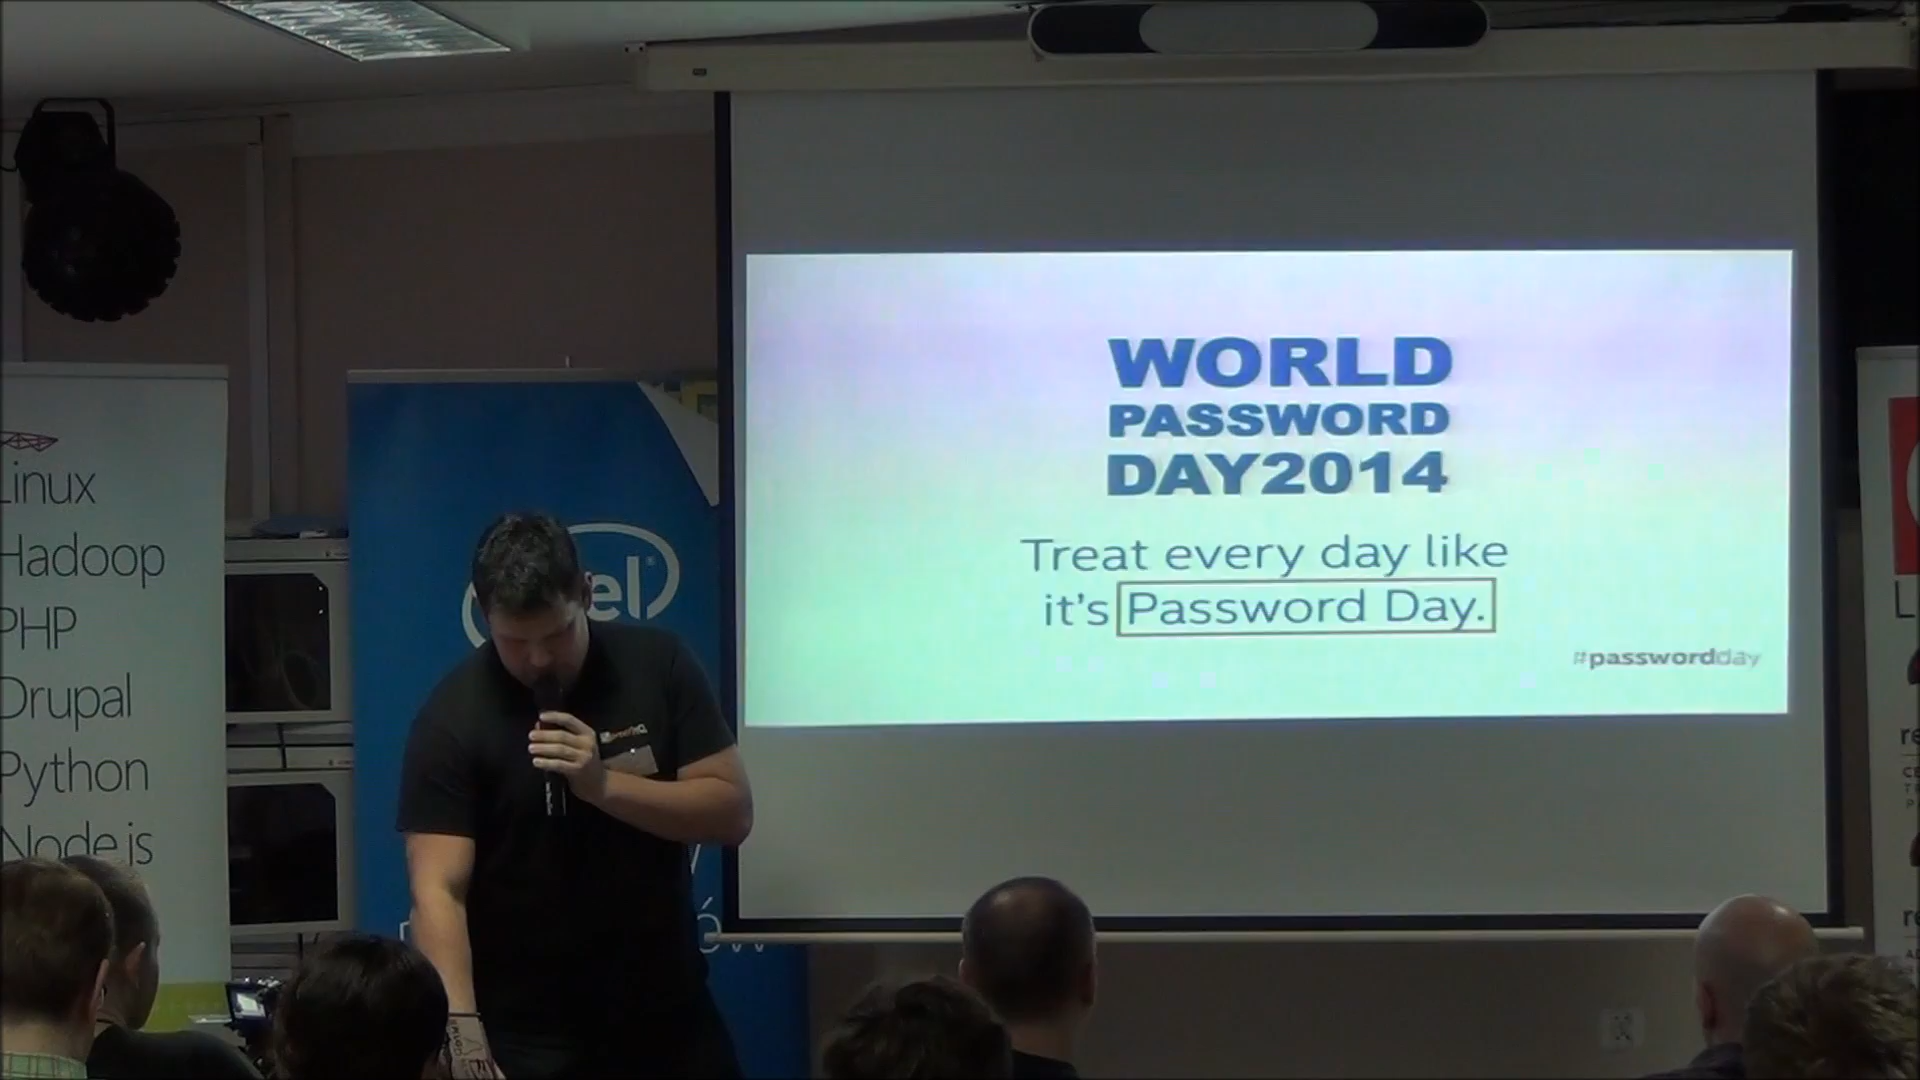 Linux
Hadoop
PHP
Drupal
Python
Node js
WORLD
PASSWORD
DAY2014
Treat every day like
it's Password Day.
#passwordday